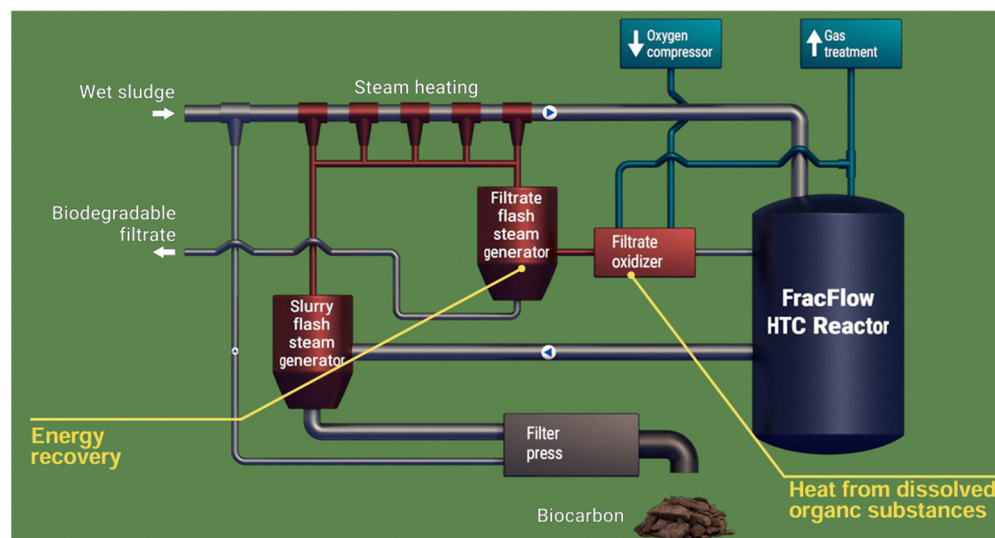 Oxygen
compressor
Gas
treatment
Steam heating
Wet sludge
Filtrate
flash
steam
generator
Biodegradable
filtrate
Filtrate
oxidizer
FracFlow
HTC Reactor
Slurry
flash
steam
generator
Energy
recovery
Filter
press
Heat from dissolved
organc substances
Biocarbon